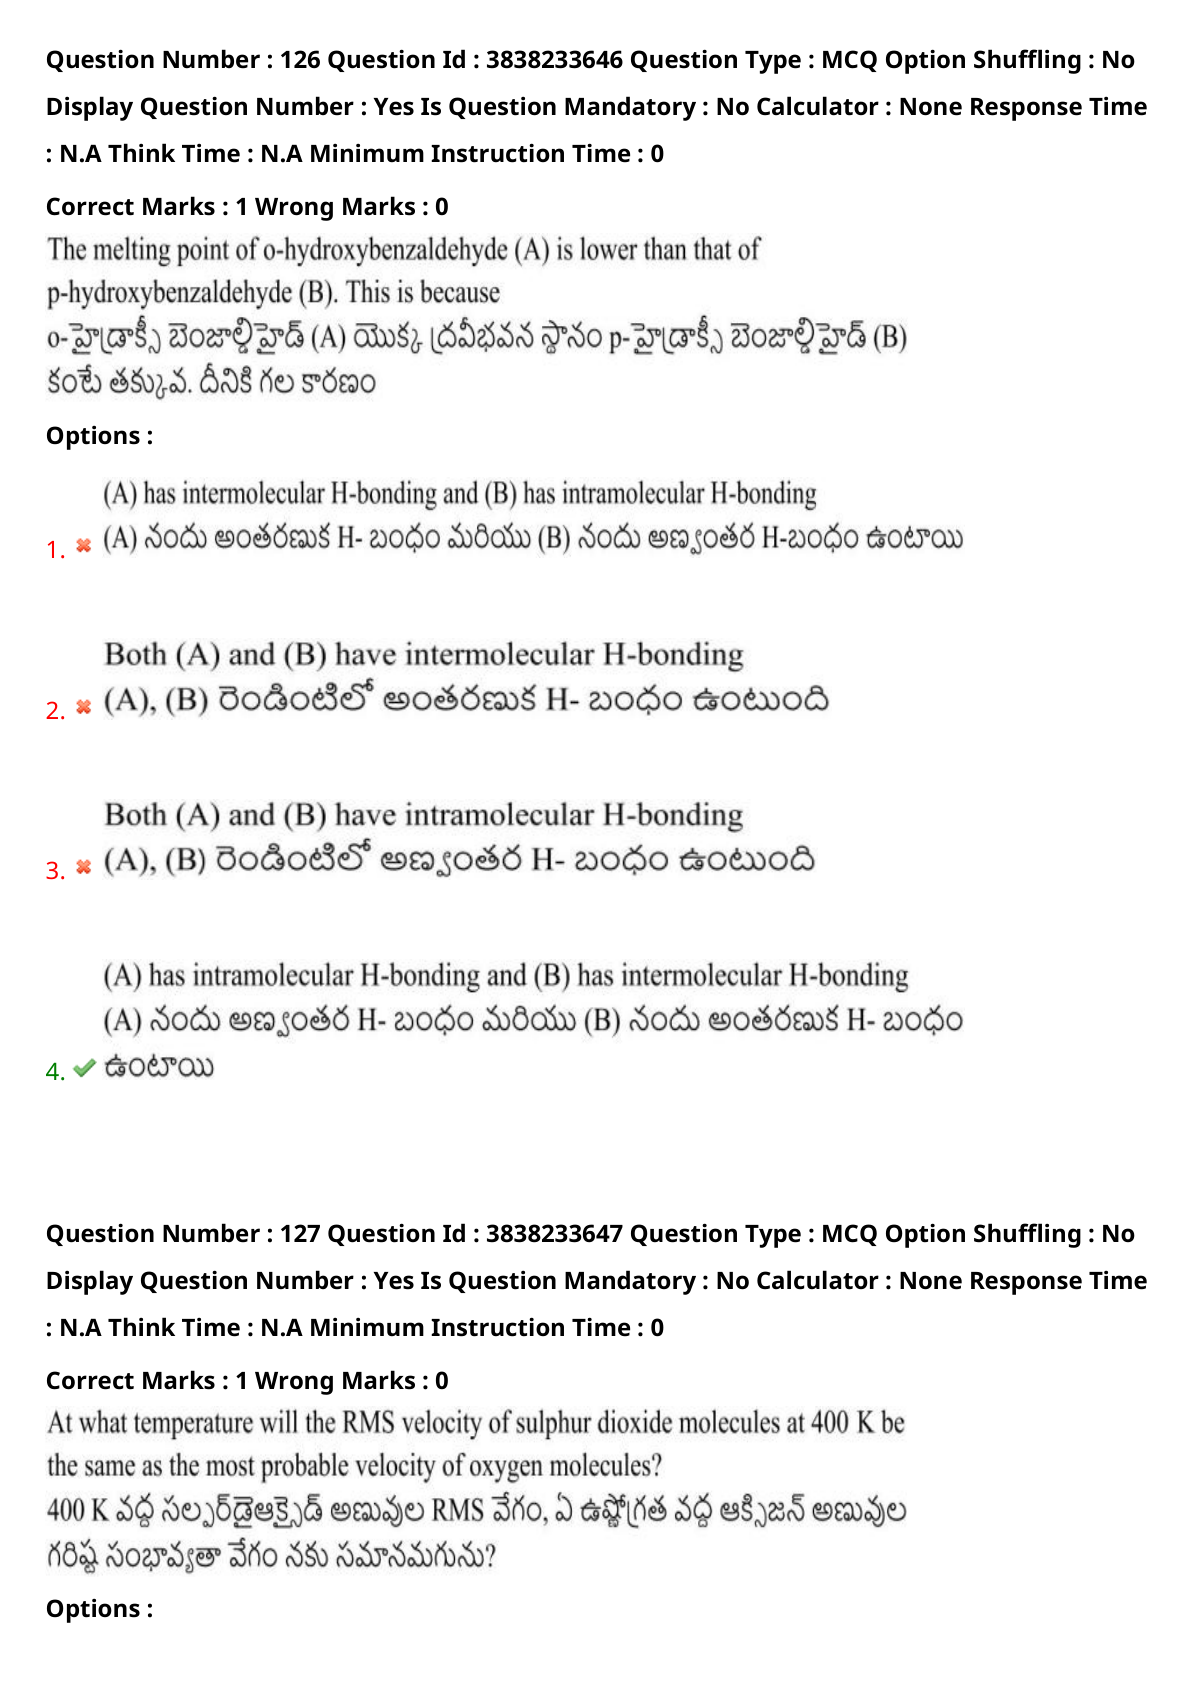 Question Number : 126 Question Id : 3838233646 Question Type : MCQ Option Shuffling : No
Display Question Number : Yes Is Question Mandatory : No Calculator : None Response Time
: N.A Think Time : N.A Minimum Instruction Time : 0
Correct Marks : 1 Wrong Marks : 0
The melting point of o-hydroxybenzaldehyde (A) is lower than that of
p-hydroxybenzaldehyde (B). This is because
o-హైడ్రాక్సీ బెంజాల్డిహైడ్ (A) యొక్క ద్రవీభవన స్థానం p-హైడ్రాక్సీ బెంజాల్డిహైడ్ (B)
కంటే తక్కువ. దీనికి గల కారణం
Options :
(A) has intermolecular H-bonding and (B) has intramolecular H-bonding
1. (A) నందు అంతరణుక H- బంధం మరియు (B) నందు అణ్వంతర H-బంధం ఉంటాయి
Both (A) and (B) have intermolecular H-bonding
2. (A), (B) రెండింటిలో అంతరణుక H- బంధం ఉంటుంది
Both (A) and (B) have intramolecular H-bonding
3. (A), (B) రెండింటిలో అణ్వంతర H- బంధం ఉంటుంది
(A) has intramolecular H-bonding and (B) has intermolecular H-bonding
(A) నందు అణ్వంతర H- బంధం మరియు (B) నందు అంతరణుక H- బంధం
4. ఉంటాయి
Question Number : 127 Question Id : 3838233647 Question Type : MCQ Option Shuffling : No
Display Question Number : Yes Is Question Mandatory : No Calculator : None Response Time
: N.A Think Time : N.A Minimum Instruction Time : 0
Correct Marks : 1 Wrong Marks : 0
At what temperature will the RMS velocity of sulphur dioxide molecules at 400 K be
the same as the most probable velocity of oxygen molecules?
400 K వద్ద సల్ఫర్‌డైఆక్సైడ్ అణువుల RMS వేగం, ఏ ఉష్ణోగ్రత వద్ద ఆక్సిజన్ అణువుల
గరిష్ట సంభావ్యతా వేగం నకు సమానమగును?
Options :